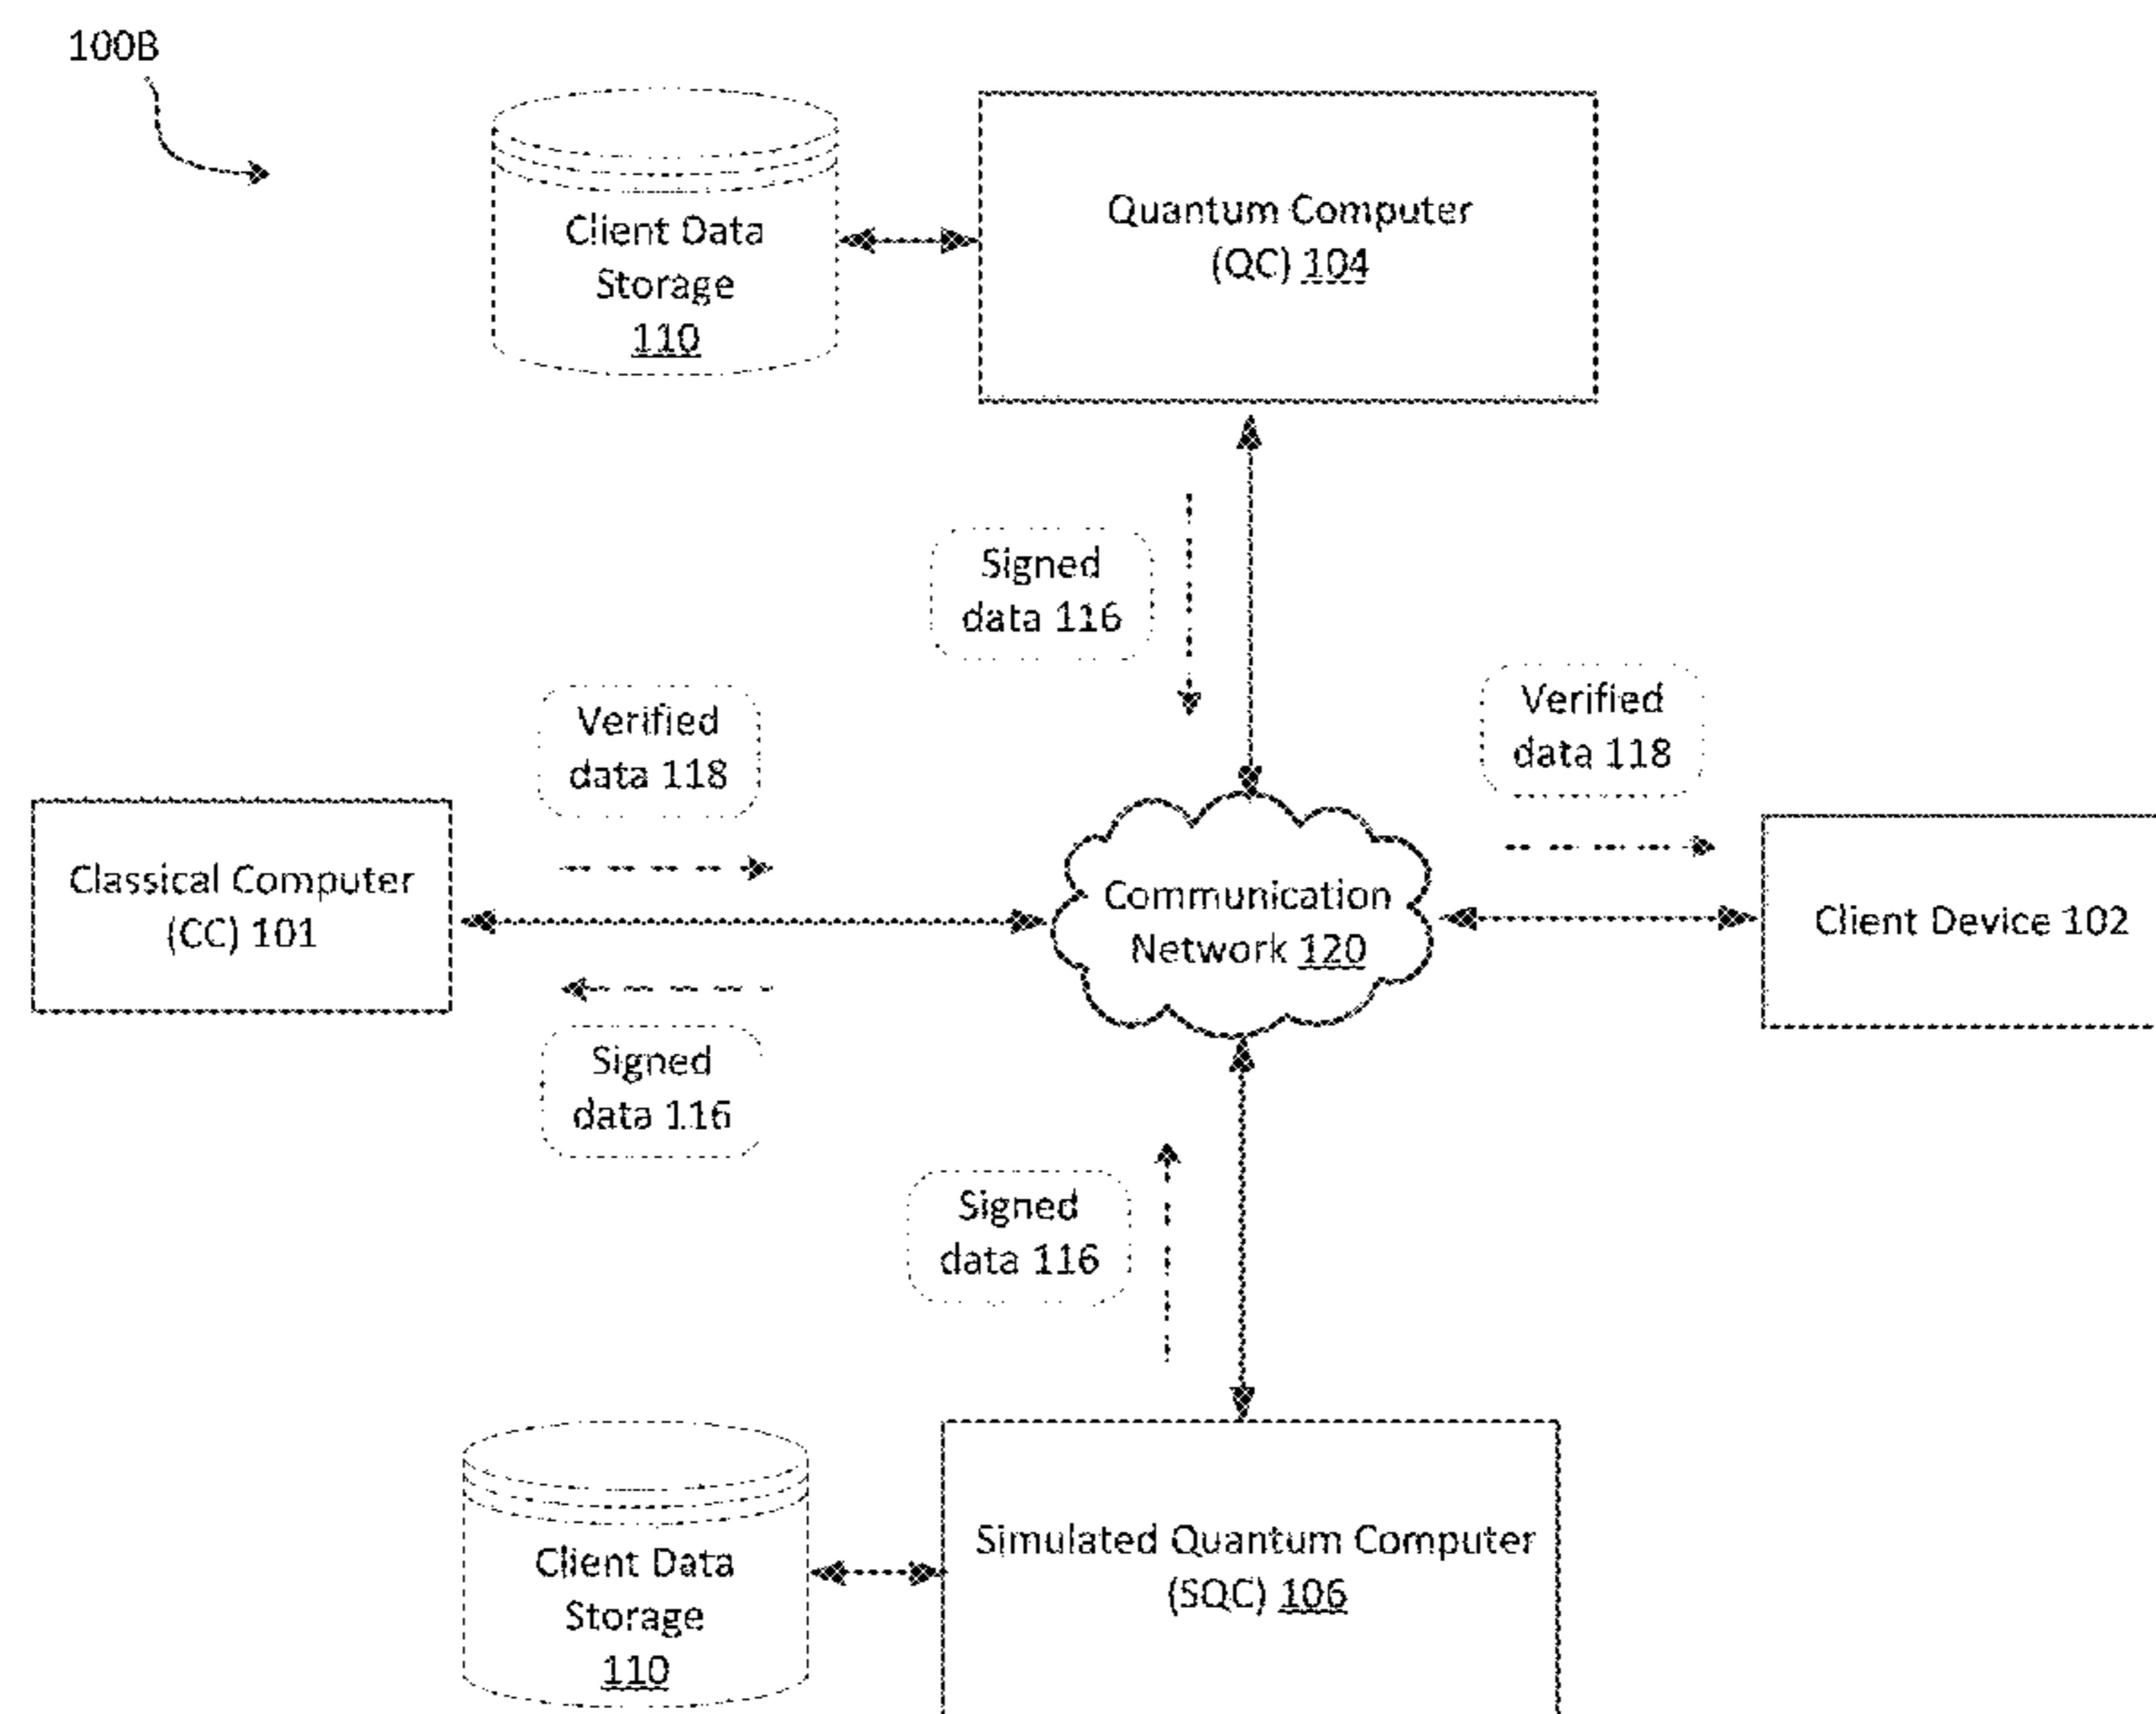 100B
Client Data
Storage
110
Quantum Computer
(QC) 104
Signed
data 116
Verified
data 118
Verified
data 118
Classical Computer
(CC) 101
Communication
Network 120
Client Device 102
Signed
data 116
Signed
data 116
Client Data
Storage
110
Simulated Quantum Computer
(SQC) 106